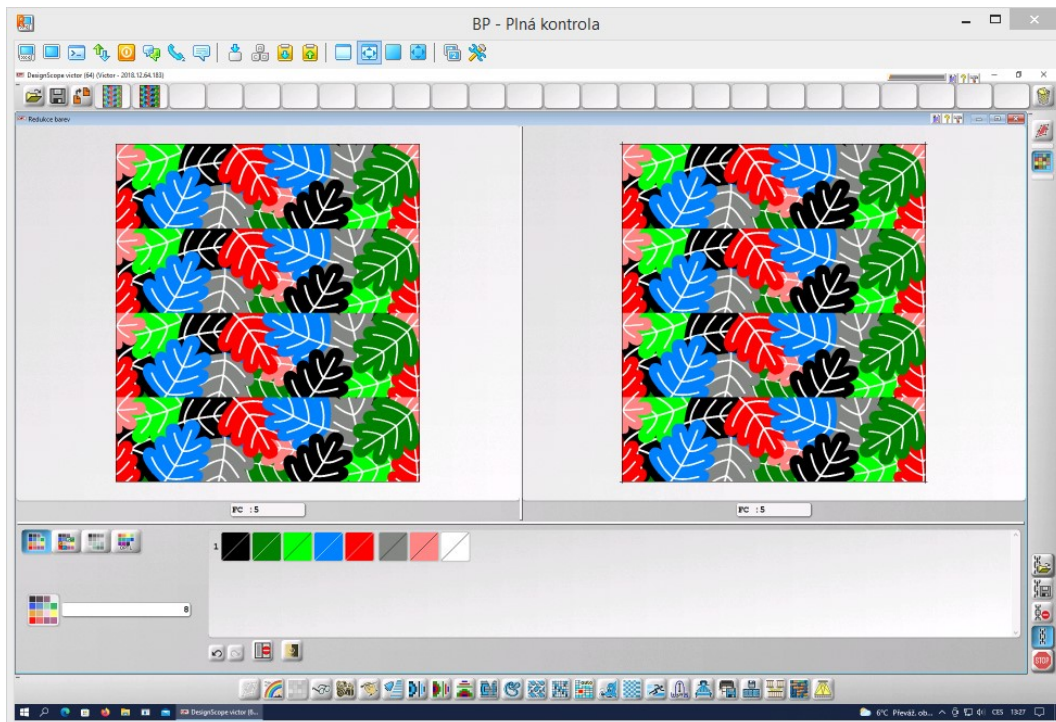 BP - Plná kontrola
DesignScope victor (64) (Victor - 2018.12.64.183)
Redukce barev
FC :5
FC :5
1
8
STOP
DesignScope victor (6...
6°C Převáž. ob...
CES
13:27